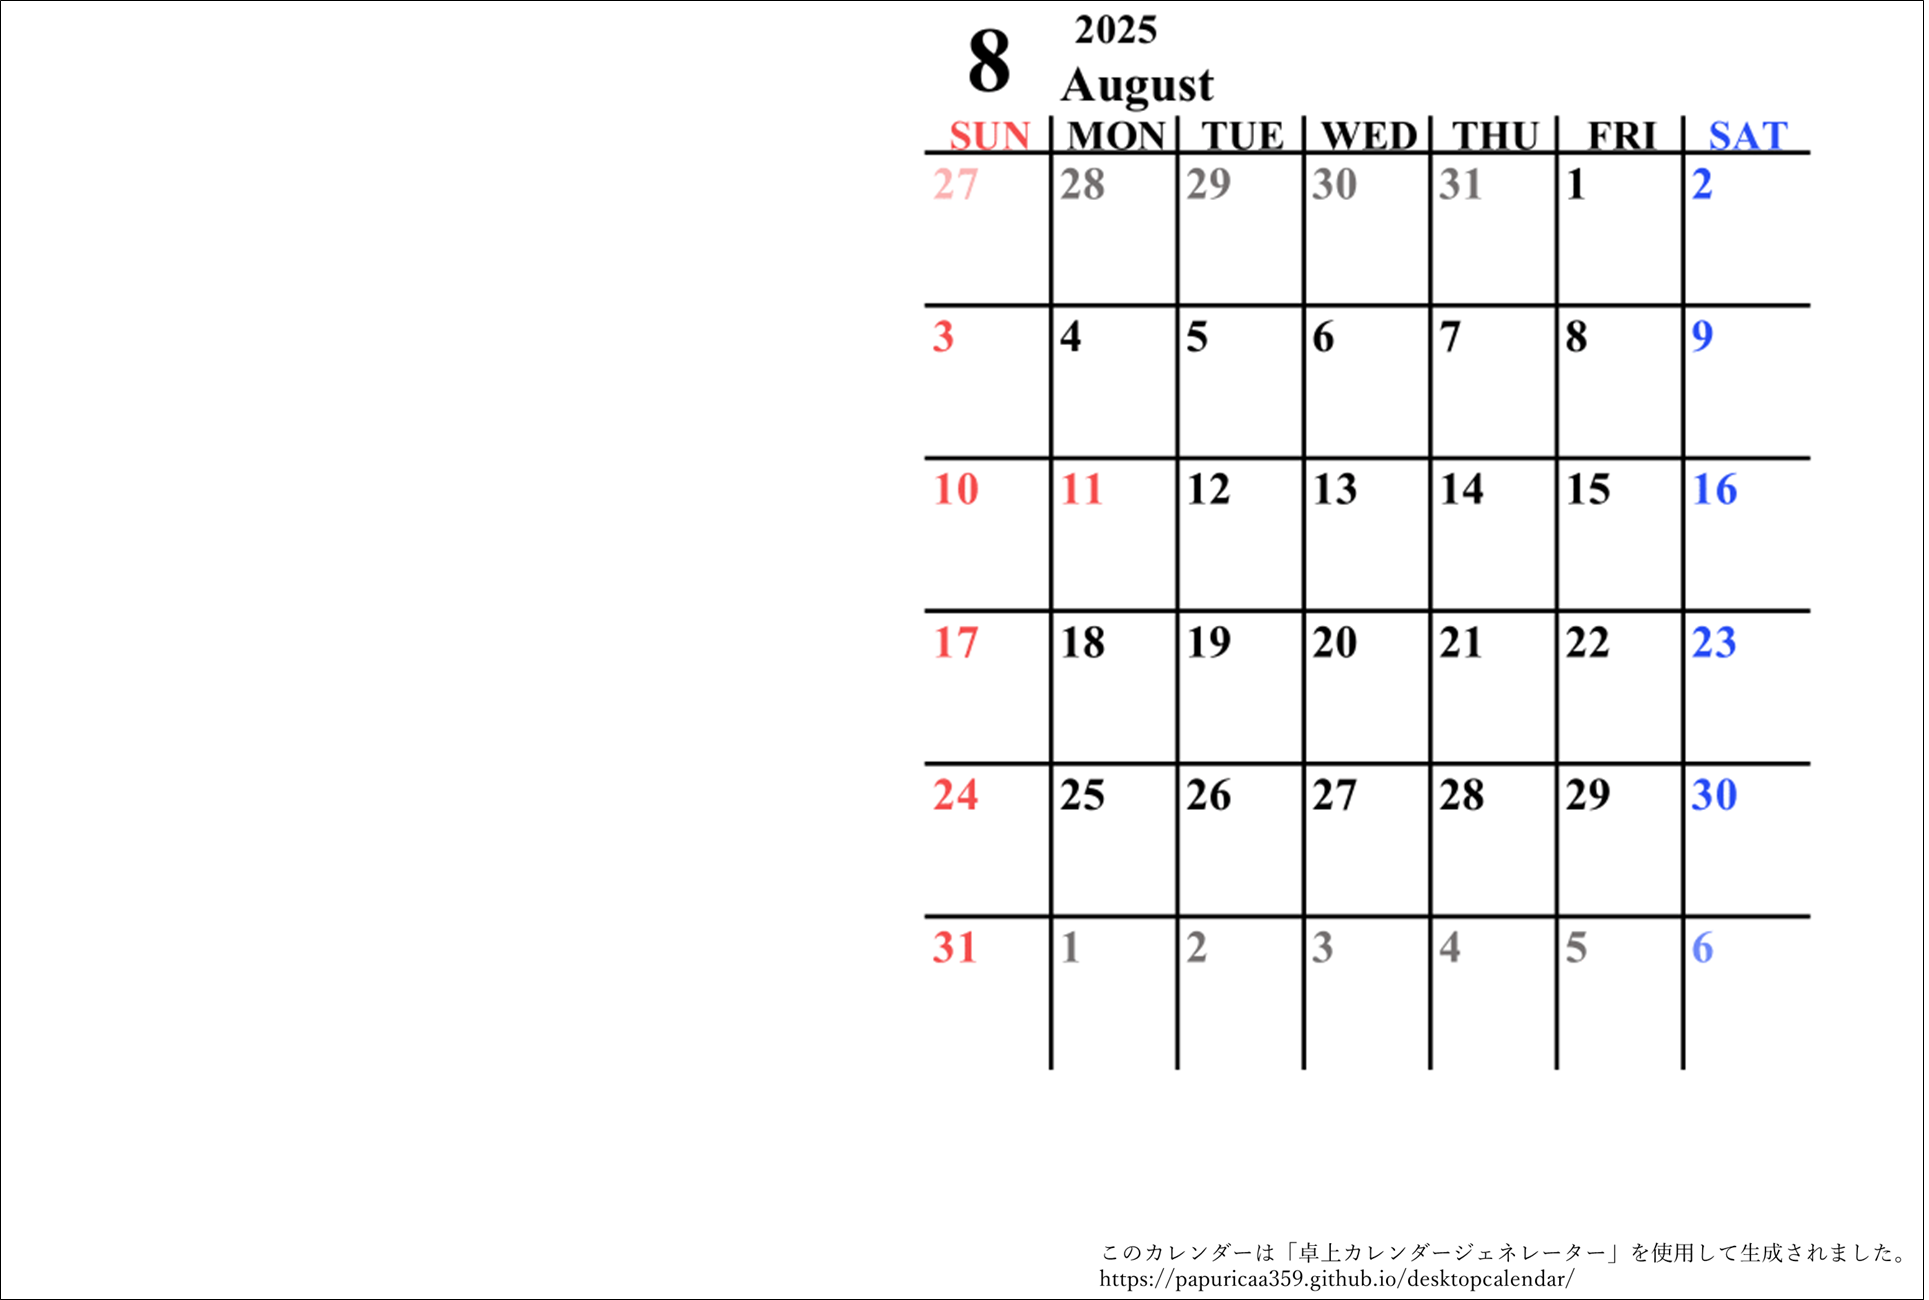 8
2025
August
SUN MON TUE WED THU FRI SAT
27 28 29 30 31 1 2
3 4 5 6 7 8 9
10 11 12 13 14 15 16
17 18 19 20 21 22 23
24 25 26 27 28 29 30
31 1 2 3 4 5 6
このカレンダーは「卓上カレンダージェネレーター」を使用して生成されました。
https://papuricaa359.github.io/desktopcalendar/